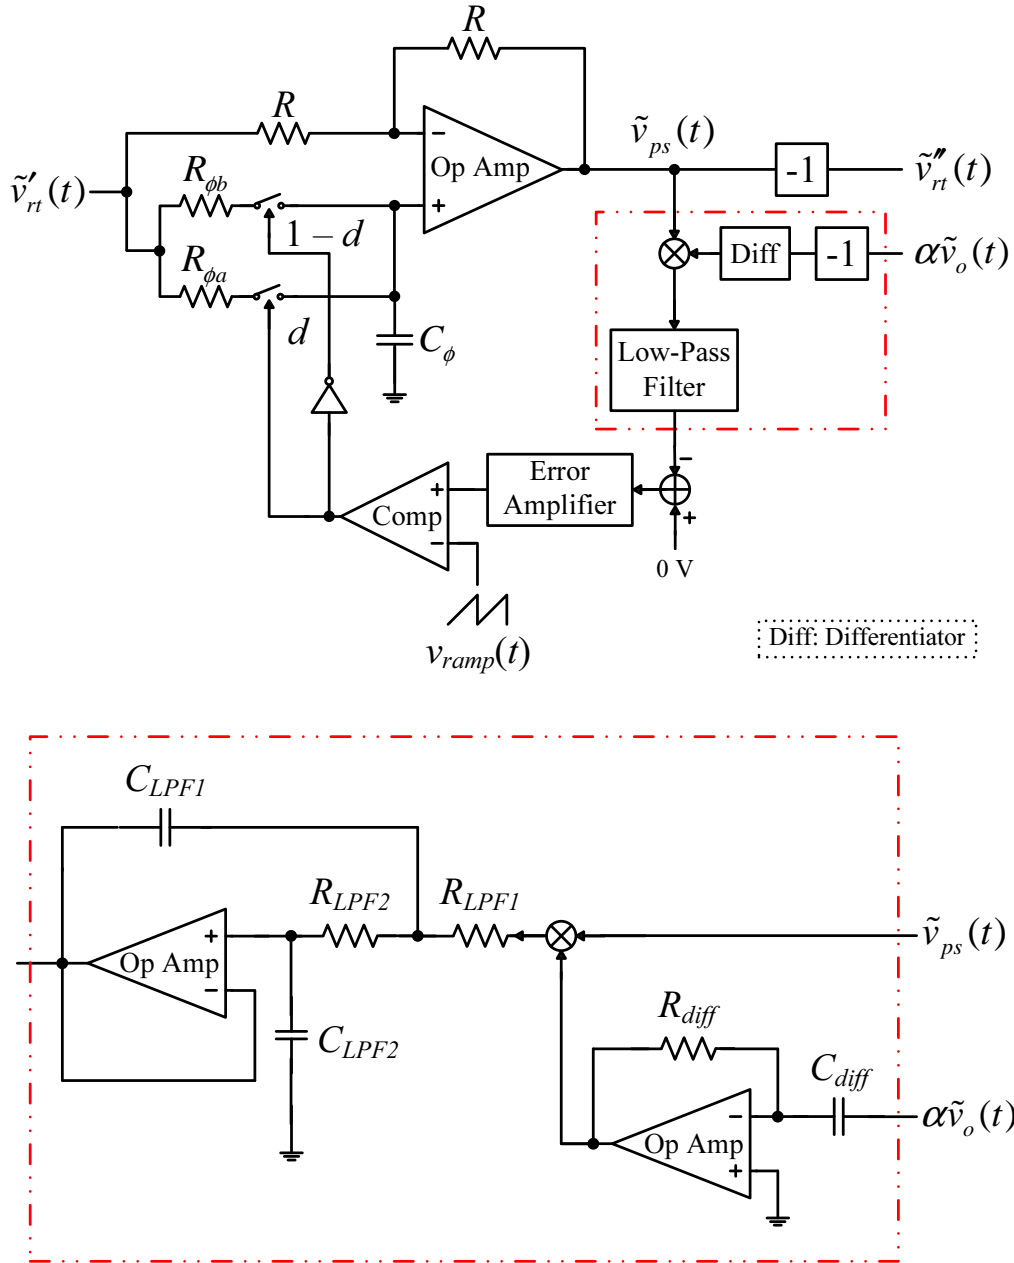 R
R
ṽ′rt(t)
Rϕb
Rϕa
1 − d
d
Cϕ
−
+
Op Amp
ṽps(t)
-1
ṽ″rt(t)
Diff
-1
αṽo(t)
Low-Pass
Filter
−
+
0 V
Error
Amplifier
+
−
Comp
vramp(t)
Diff: Differentiator
CLPF1
RLPF2
RLPF1
+
−
Op Amp
CLPF2
ṽps(t)
Rdiff
Cdiff
−
+
Op Amp
αṽo(t)